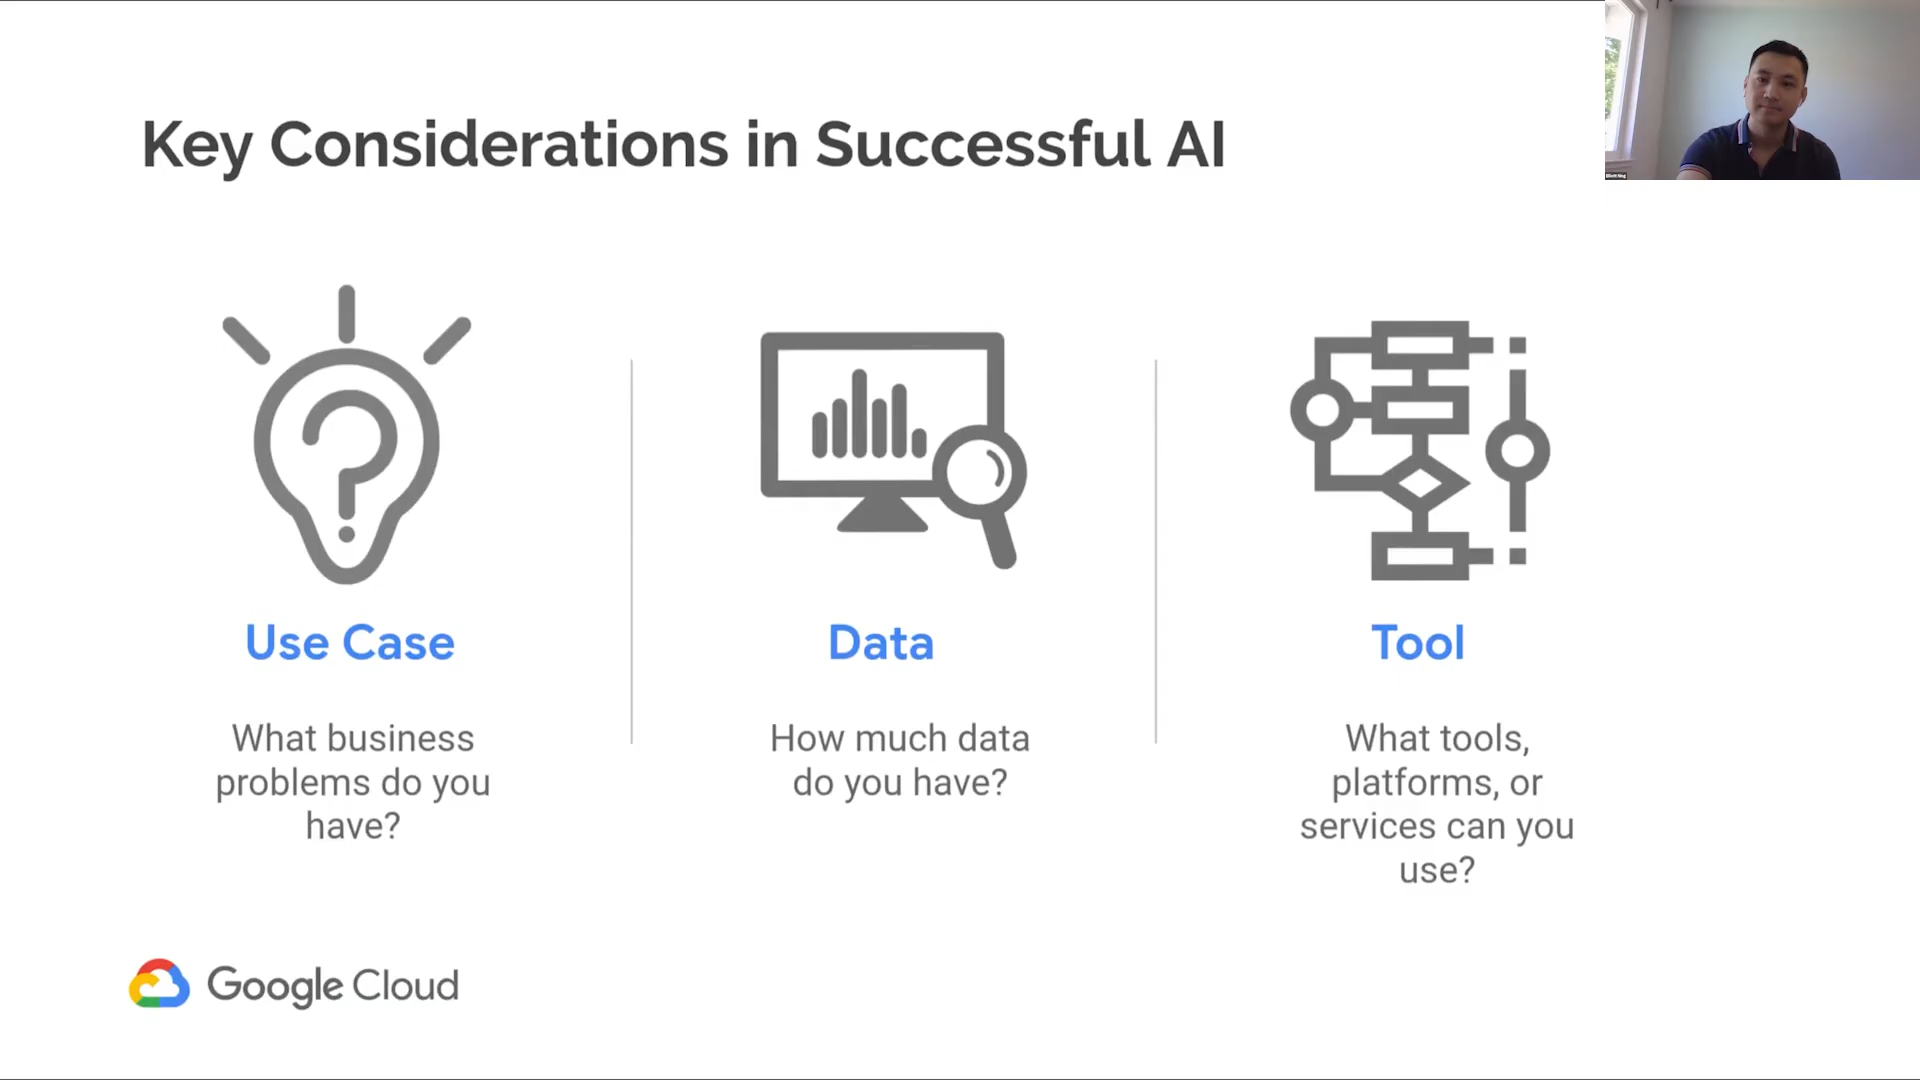 Key Considerations in Successful AI
Use Case
What business
problems do you
have?
Data
How much data
do you have?
Tool
What tools,
platforms, or
services can you
use?
Google Cloud